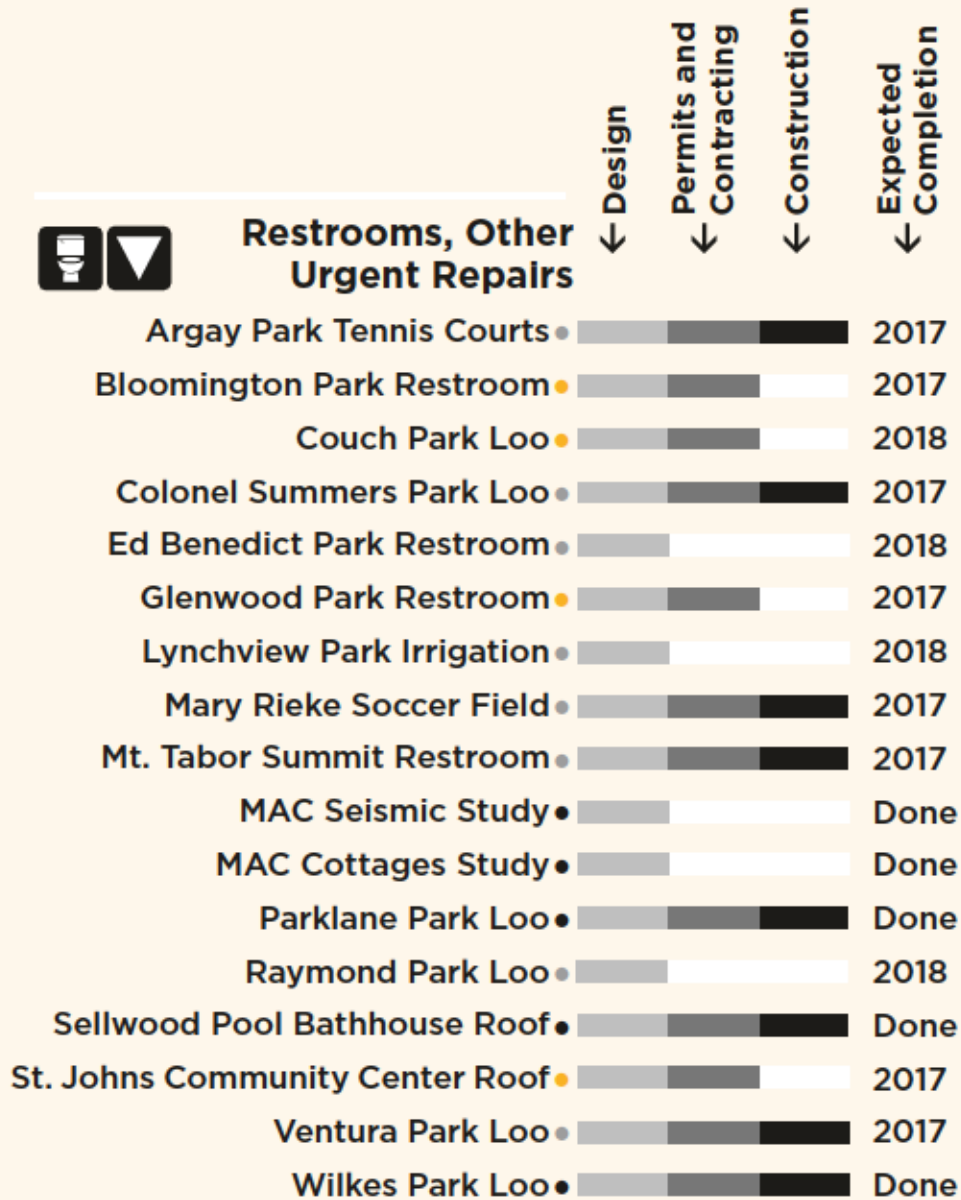 ← Design
← Permits and
Contracting
← Construction
← Expected
Completion
Restrooms, Other
Urgent Repairs
Argay Park Tennis Courts• 2017
Bloomington Park Restroom• 2017
Couch Park Loo• 2018
Colonel Summers Park Loo• 2017
Ed Benedict Park Restroom• 2018
Glenwood Park Restroom• 2017
Lynchview Park Irrigation• 2018
Mary Rieke Soccer Field• 2017
Mt. Tabor Summit Restroom• 2017
MAC Seismic Study• Done
MAC Cottages Study• Done
Parklane Park Loo• Done
Raymond Park Loo• 2018
Sellwood Pool Bathhouse Roof• Done
St. Johns Community Center Roof• 2017
Ventura Park Loo• 2017
Wilkes Park Loo• Done